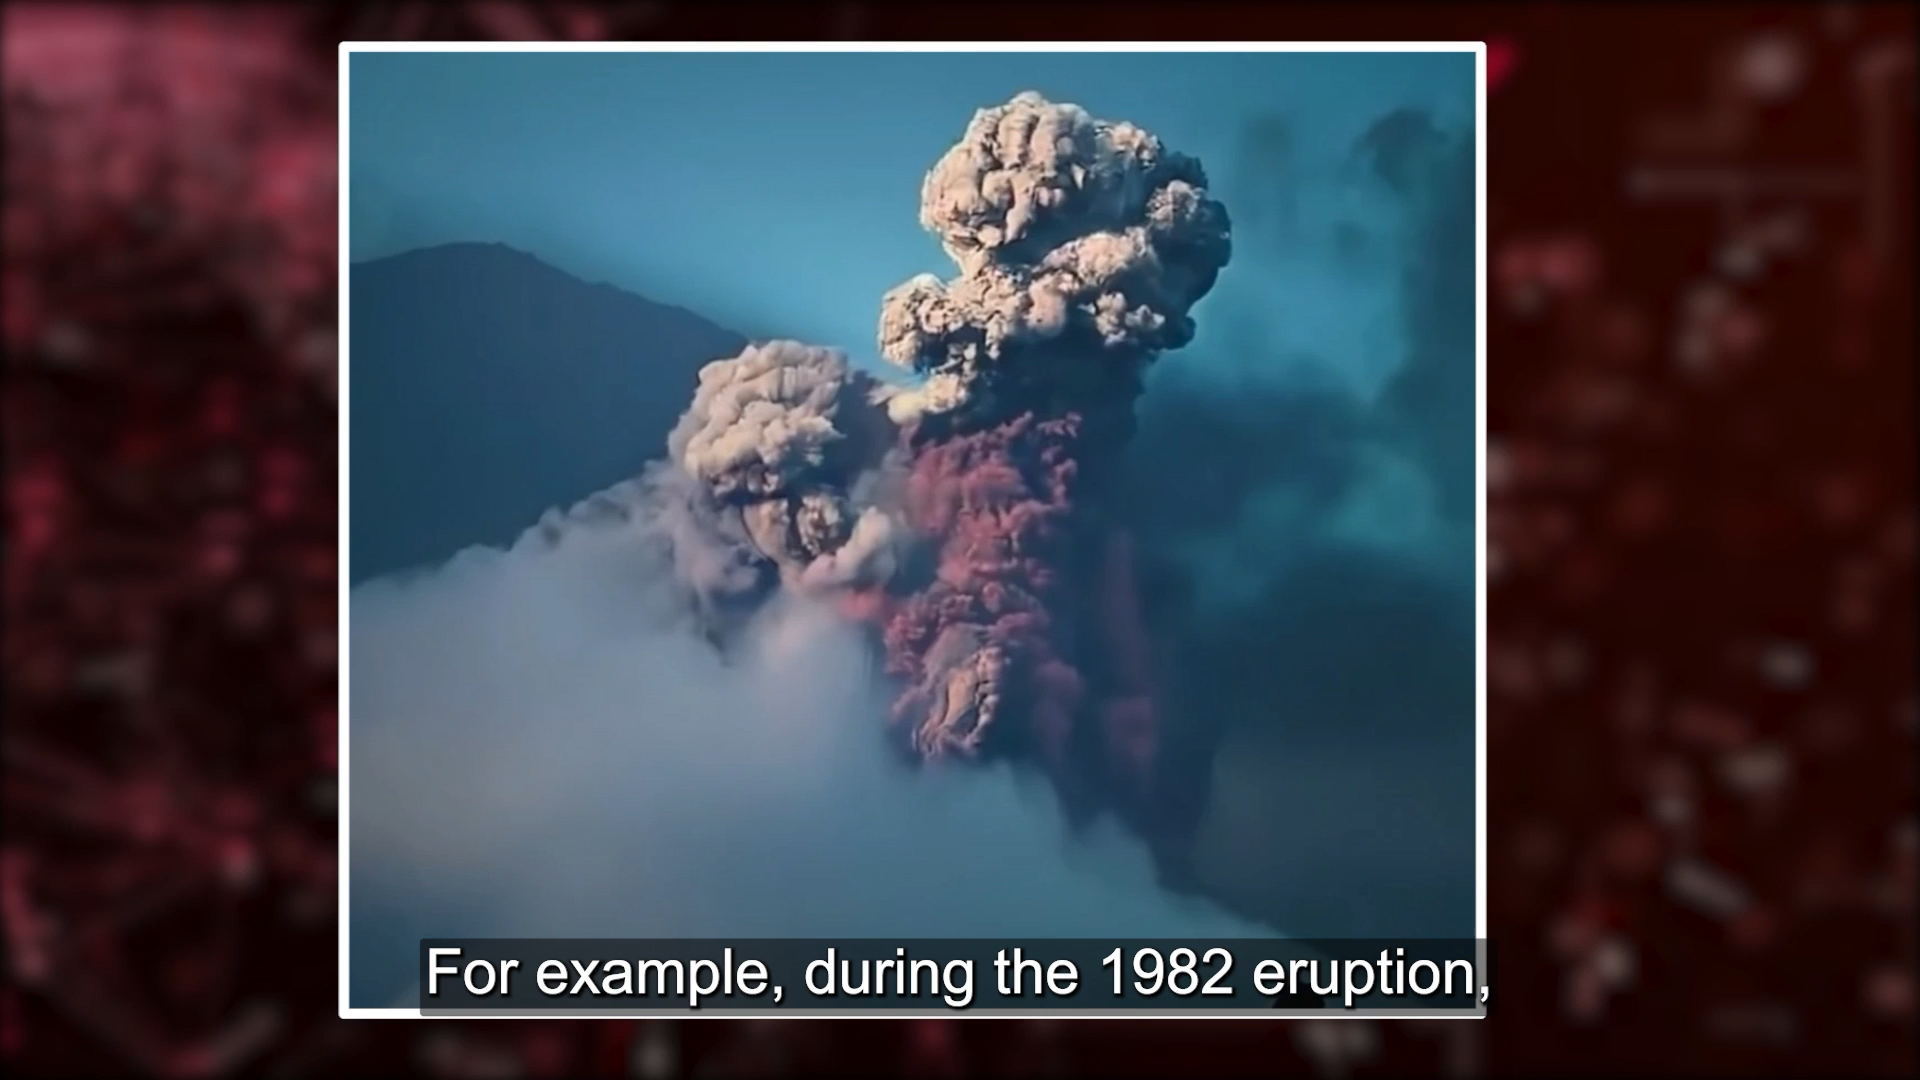 For example, during the 1982 eruption,